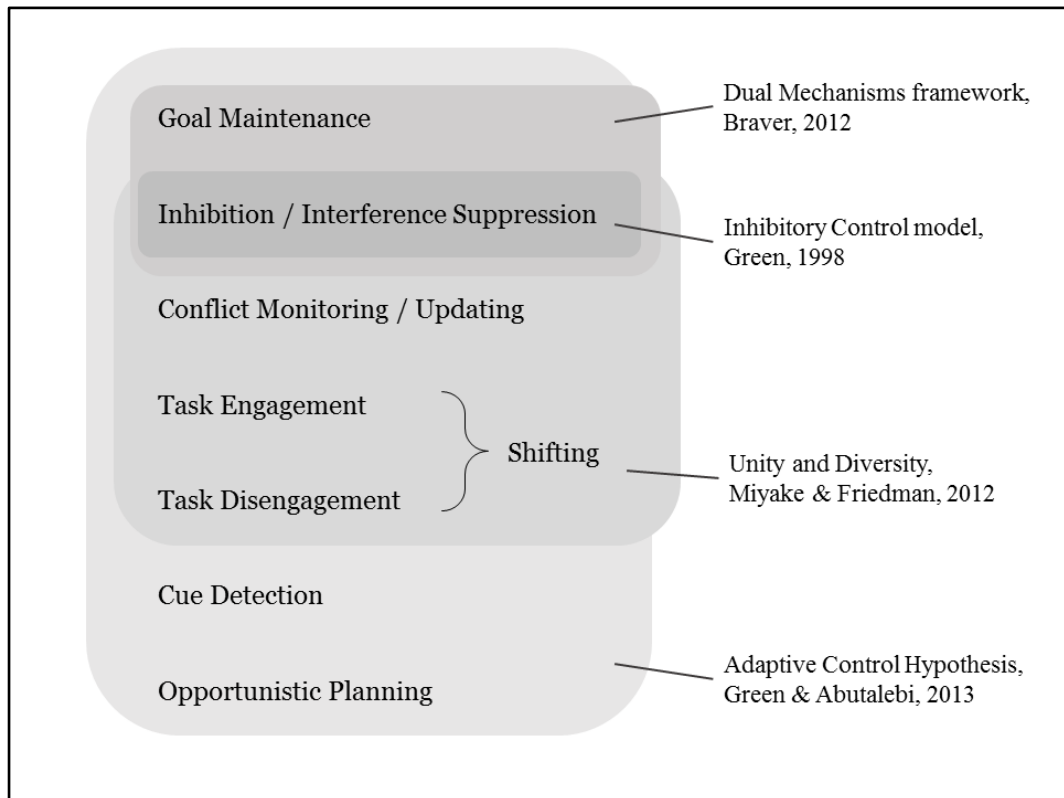 Goal Maintenance
Dual Mechanisms framework,
Braver, 2012
Inhibition / Interference Suppression
Inhibitory Control model,
Green, 1998
Conflict Monitoring / Updating
Task Engagement
Shifting
Task Disengagement
Unity and Diversity,
Miyake & Friedman, 2012
Cue Detection
Opportunistic Planning
Adaptive Control Hypothesis,
Green & Abutalebi, 2013